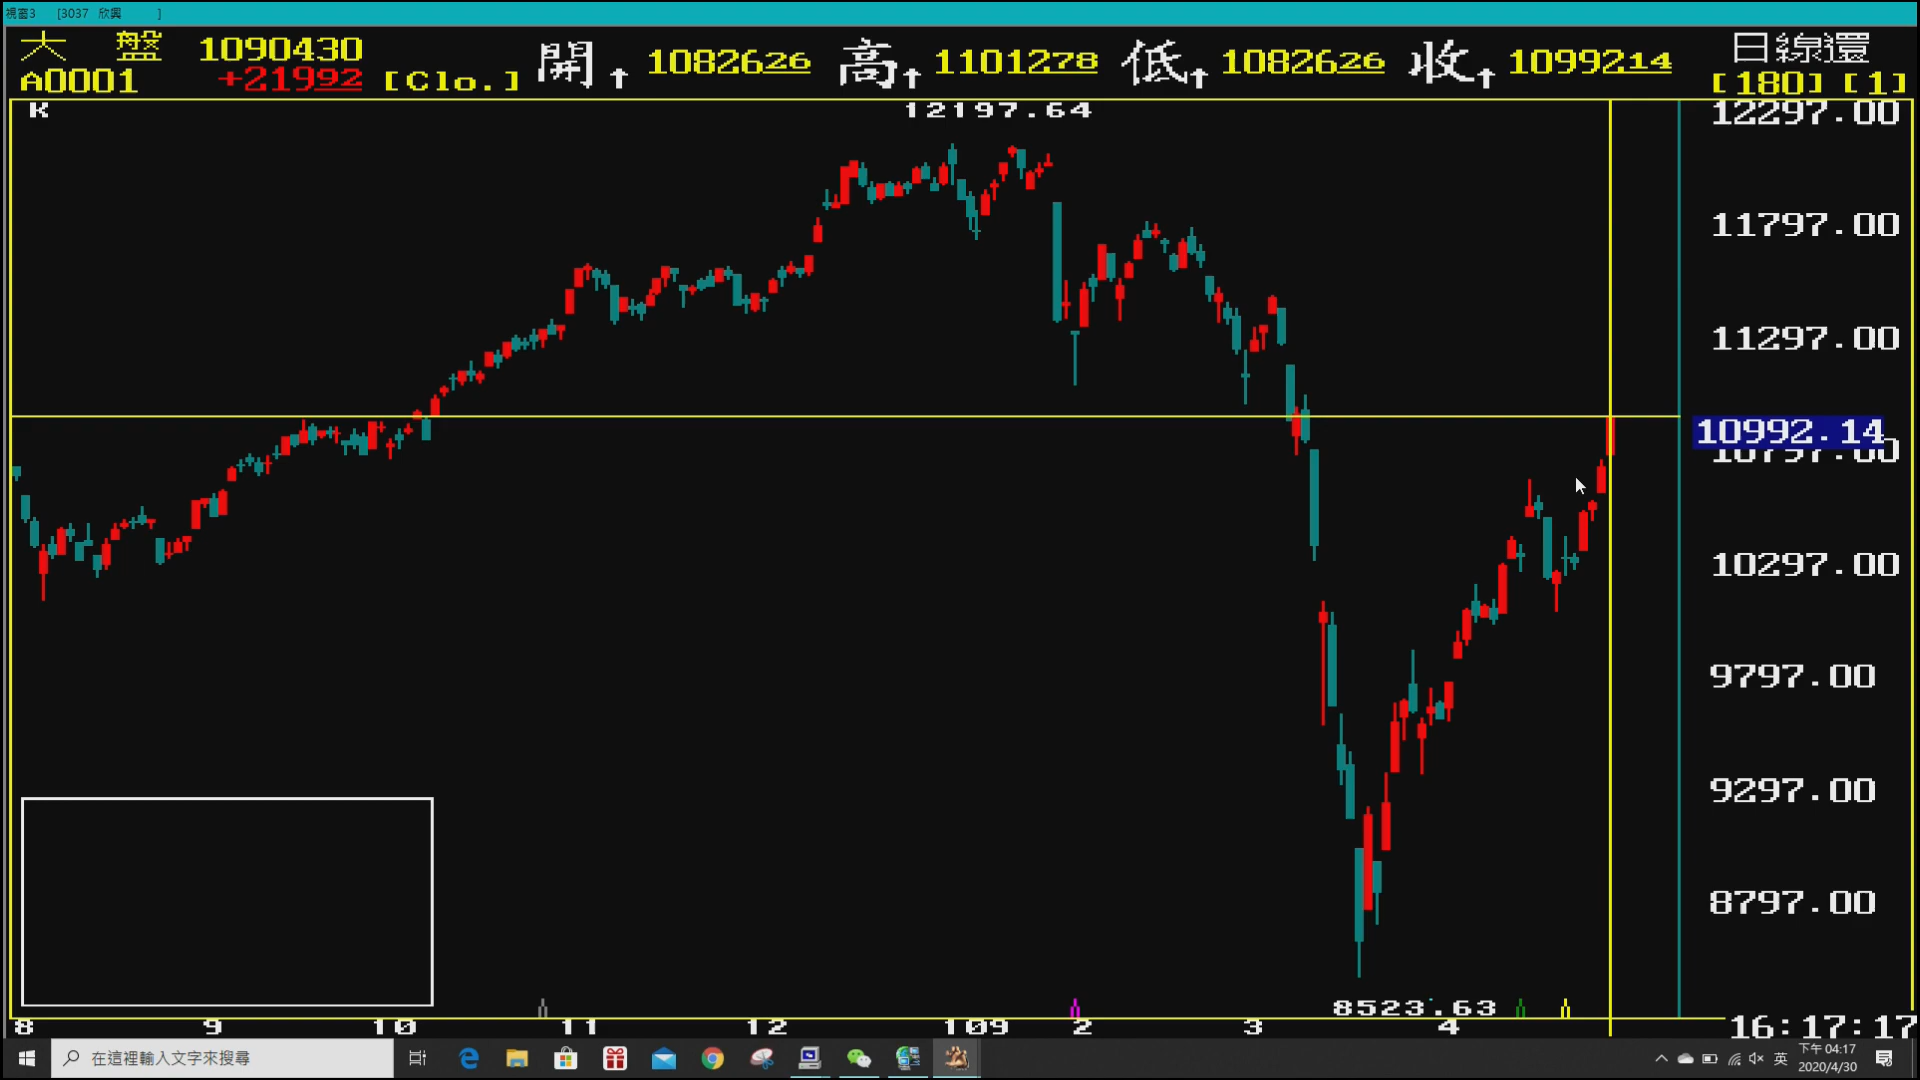 視窗3 [3037 欣興 ]
大 盤 1090430
A0001 +21992 [Clo.]
開↑ 1082626 高↑ 1101278 低↑ 1082626 收↑ 1099214
日線還
[180] [1]
K
12197.64
12297.00
11797.00
11297.00
10992.14
10797.00
10297.00
9797.00
9297.00
8797.00
8523.63
8 9 10 11 12 109 2 3 4
16:17:17
在這裡輸入文字來搜尋
英
下午 04:17
2020/4/30